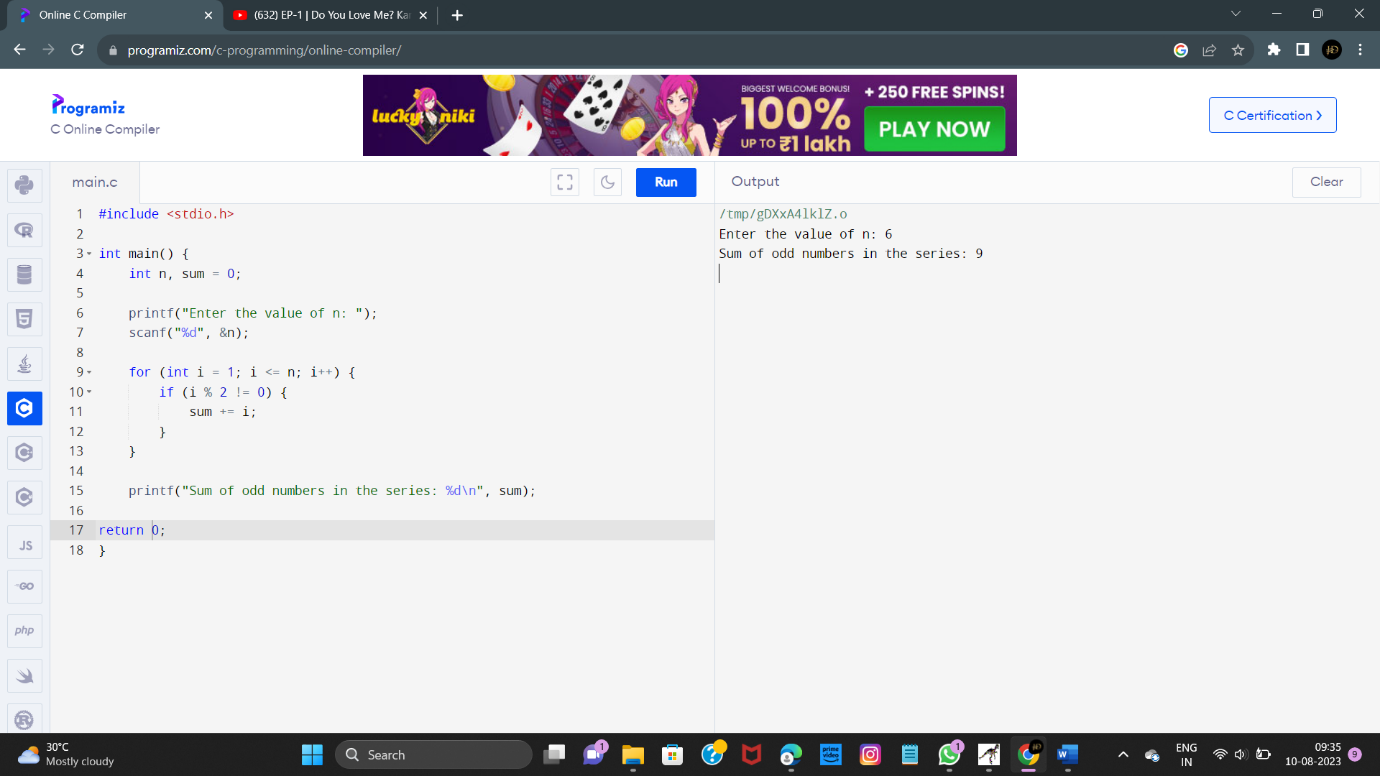 Online C Compiler
(632) EP-1 | Do You Love Me? Ka
programiz.com/c-programming/online-compiler/
Programiz
C Online Compiler
lucky niki
BIGGEST WELCOME BONUS!
100%
UP TO ₹1 lakh
+ 250 FREE SPINS!
PLAY NOW
C Certification >
main.c
Run
Output
Clear
1 #include <stdio.h>
2
3 int main() {
4     int n, sum = 0;
5
6     printf("Enter the value of n: ");
7     scanf("%d", &n);
8
9     for (int i = 1; i <= n; i++) {
10         if (i % 2 != 0) {
11             sum += i;
12         }
13     }
14
15     printf("Sum of odd numbers in the series: %d\n", sum);
16
17 return 0;
18 }
/tmp/gDXxA4lklZ.o
Enter the value of n: 6
Sum of odd numbers in the series: 9
JS
GO
php
30°C
Mostly cloudy
Search
1
prime video
1
W
ENG
IN
09:35
10-08-2023
9